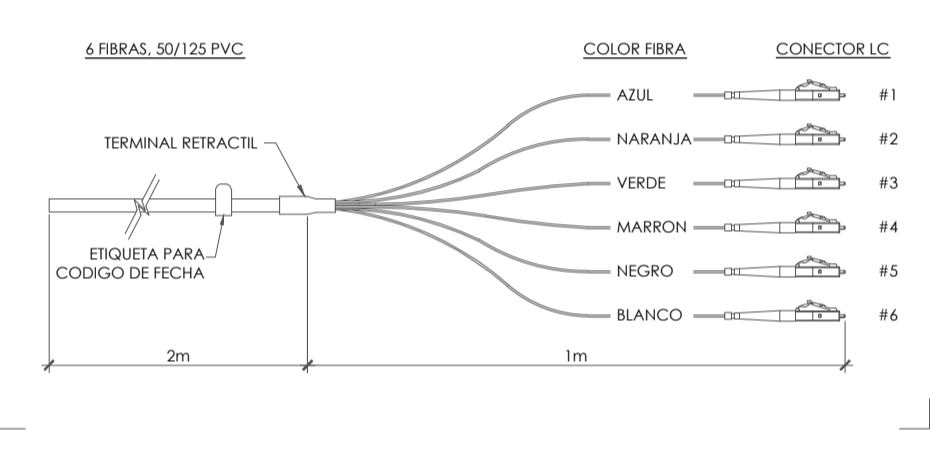 6 FIBRAS, 50/125 PVC
COLOR FIBRA
CONECTOR LC
AZUL
#1
TERMINAL RETRACTIL
NARANJA
#2
VERDE
#3
MARRON
#4
ETIQUETA PARA
CODIGO DE FECHA
NEGRO
#5
BLANCO
#6
2m
1m